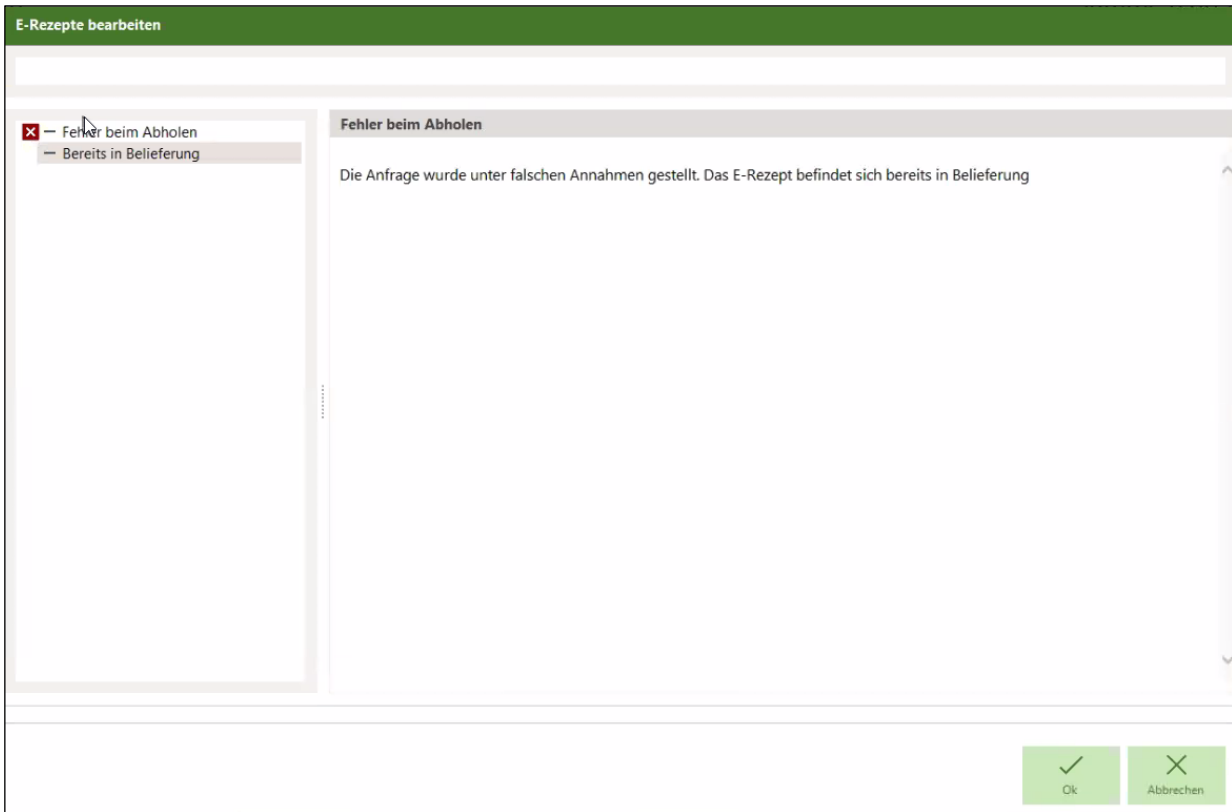 E-Rezepte bearbeiten
Fehler beim Abholen
Bereits in Belieferung
Fehler beim Abholen
Die Anfrage wurde unter falschen Annahmen gestellt. Das E-Rezept befindet sich bereits in Belieferung
Ok
Abbrechen